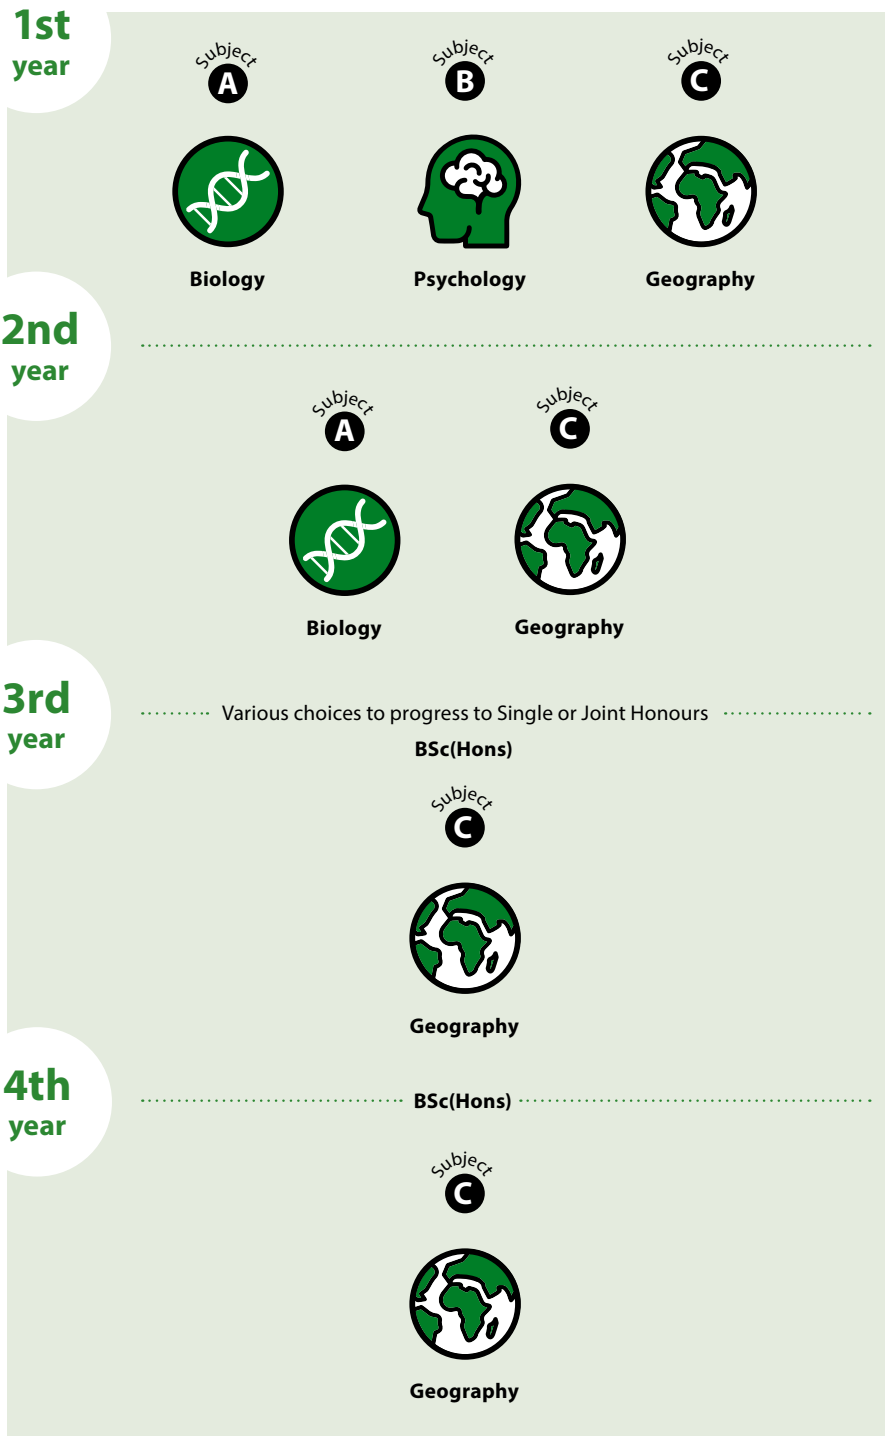 1st
year
Subject Subject Subject
A B C
Biology Psychology Geography
2nd
year
Subject Subject
A C
Biology Geography
3rd
year
Various choices to progress to Single or Joint Honours
BSc(Hons)
Subject
C
Geography
4th
year
BSc(Hons)
Subject
C
Geography